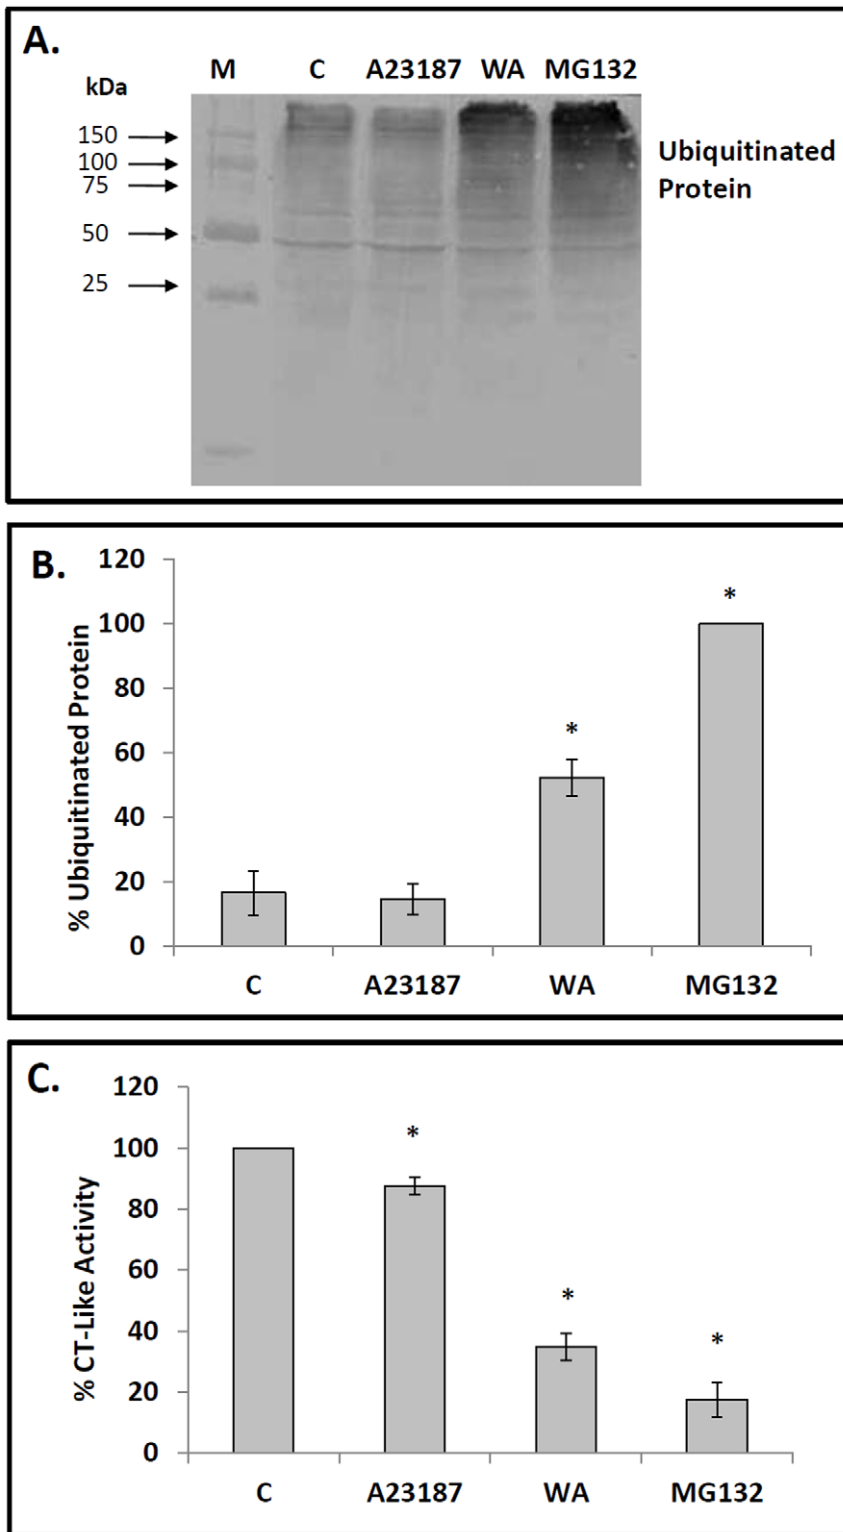 A.
M C A23187 WA MG132
kDa
150
100
75
50
25
Ubiquitinated
Protein
B.
% Ubiquitinated Protein
120
100
80
60
40
20
0
*
*
C A23187 WA MG132
C.
% CT-Like Activity
120
100
80
60
40
20
0
*
*
*
C A23187 WA MG132